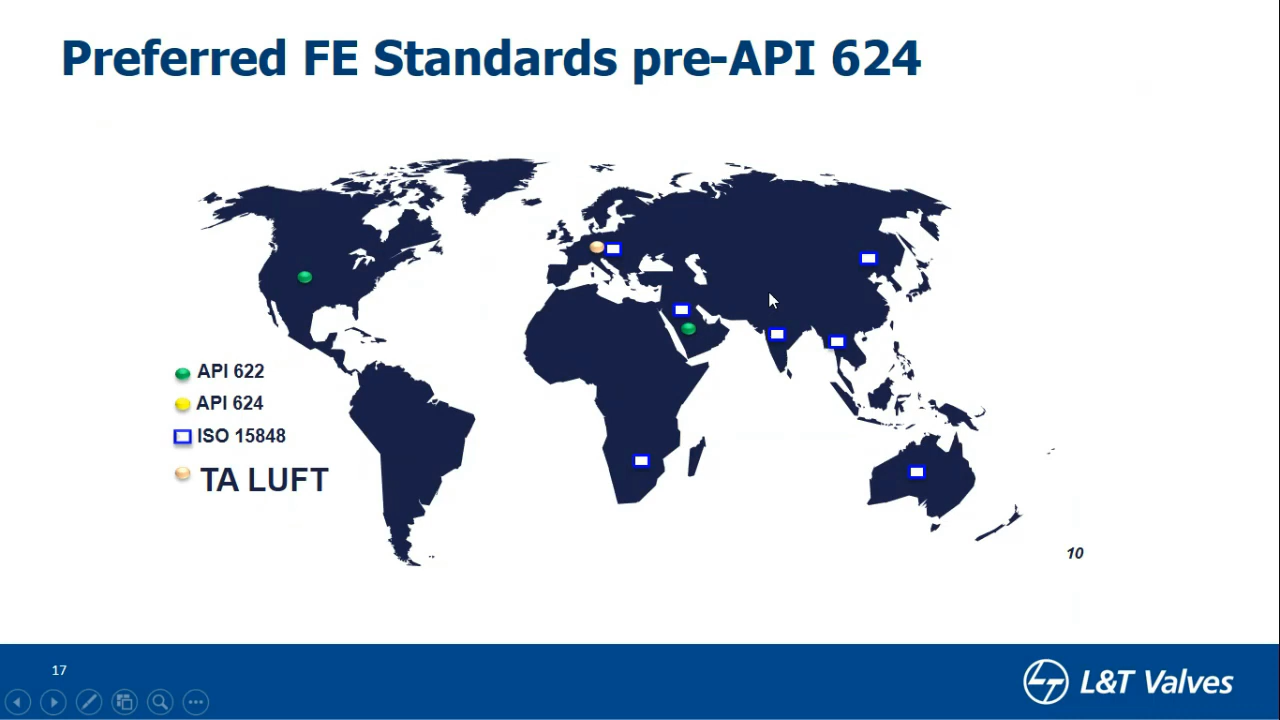 Preferred FE Standards pre-API 624
API 622
API 624
ISO 15848
TA LUFT
10
17
L&T Valves